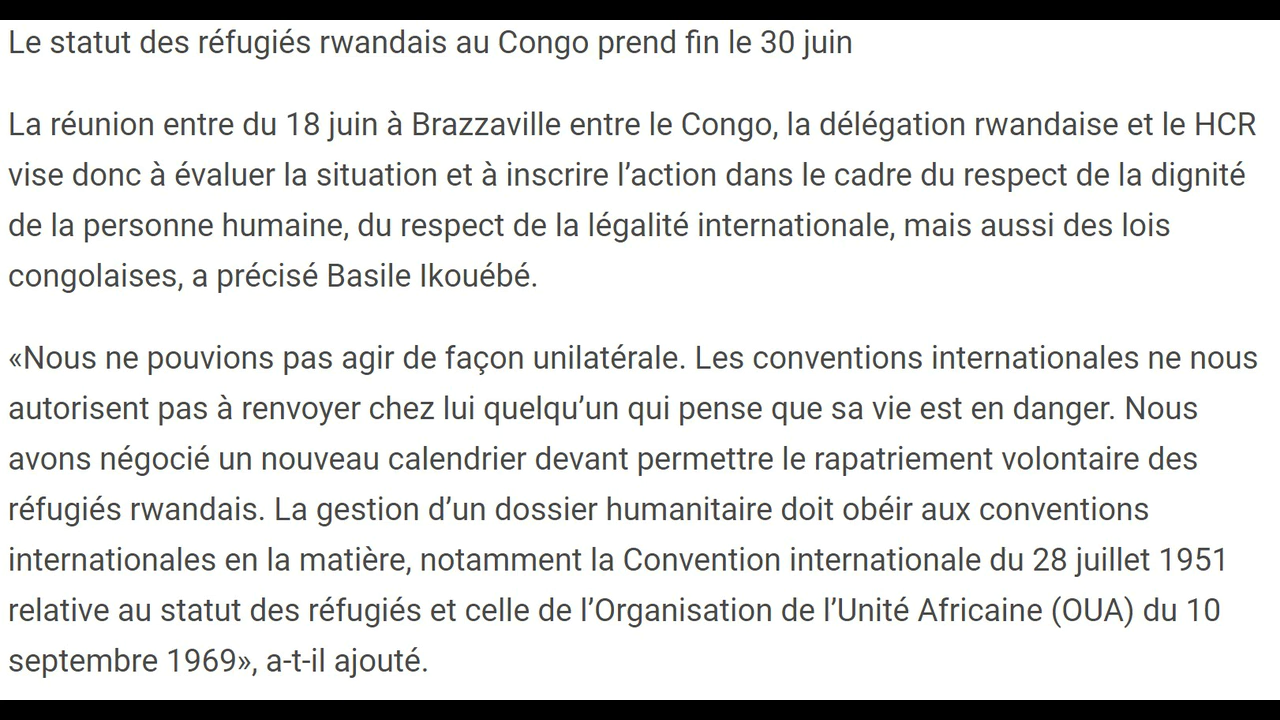 Le statut des réfugiés rwandais au Congo prend fin le 30 juin
La réunion entre du 18 juin à Brazzaville entre le Congo, la délégation rwandaise et le HCR
vise donc à évaluer la situation et à inscrire l’action dans le cadre du respect de la dignité
de la personne humaine, du respect de la légalité internationale, mais aussi des lois
congolaises, a précisé Basile Ikouébé.
«Nous ne pouvions pas agir de façon unilatérale. Les conventions internationales ne nous
autorisent pas à renvoyer chez lui quelqu’un qui pense que sa vie est en danger. Nous
avons négocié un nouveau calendrier devant permettre le rapatriement volontaire des
réfugiés rwandais. La gestion d’un dossier humanitaire doit obéir aux conventions
internationales en la matière, notamment la Convention internationale du 28 juillet 1951
relative au statut des réfugiés et celle de l’Organisation de l’Unité Africaine (OUA) du 10
septembre 1969», a-t-il ajouté.